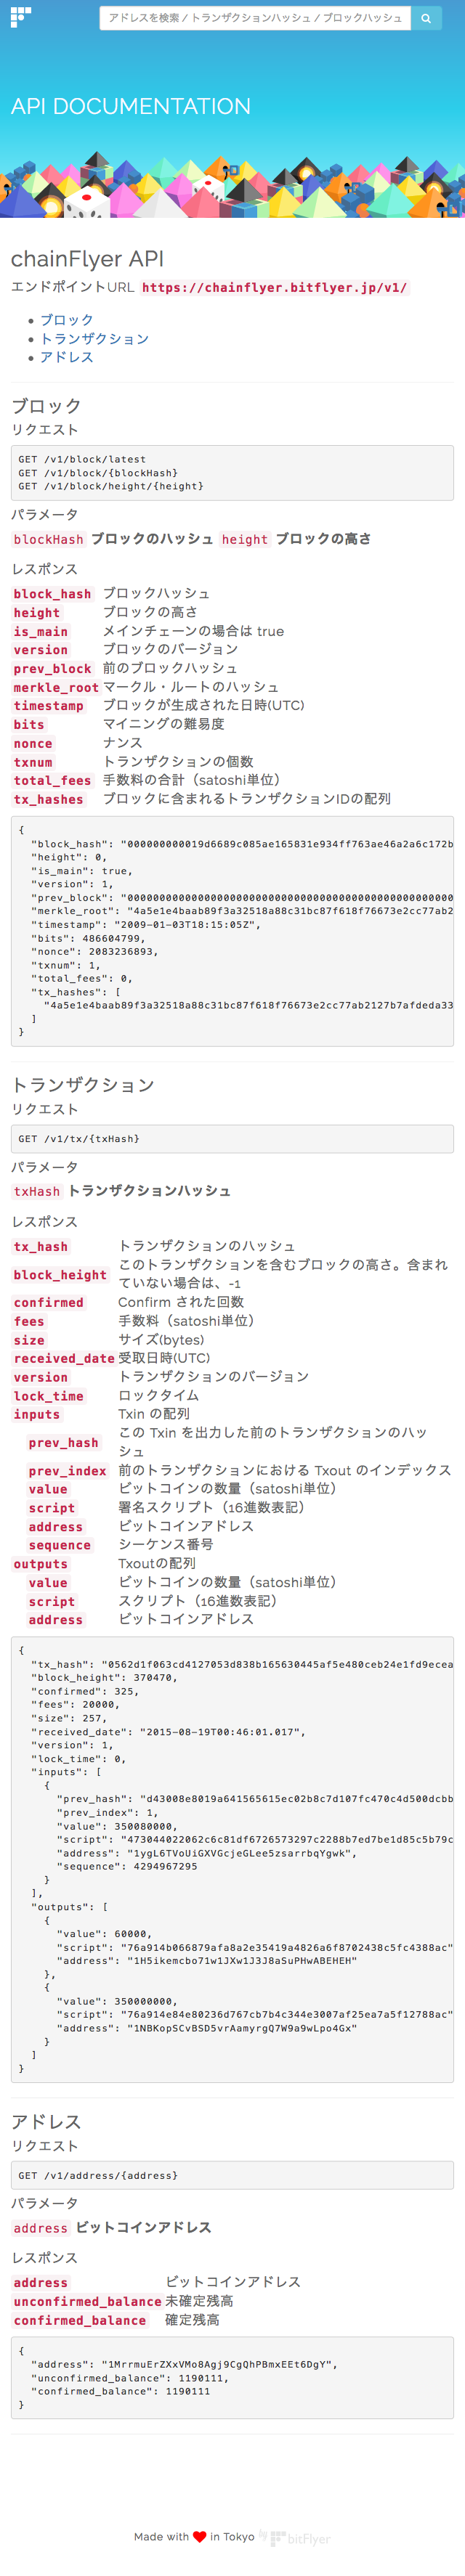 アドレスを検索 / トランザクションハッシュ / ブロックハッシュ
API DOCUMENTATION
chainFlyer API
エンドポイントURL https://chainflyer.bitflyer.jp/v1/
• ブロック
• トランザクション
• アドレス
ブロック
リクエスト
GET /v1/block/latest
GET /v1/block/{blockHash}
GET /v1/block/height/{height}
パラメータ
blockHash ブロックのハッシュ height ブロックの高さ
レスポンス
block_hash ブロックハッシュ
height ブロックの高さ
is_main メインチェーンの場合は true
version ブロックのバージョン
prev_block 前のブロックハッシュ
merkle_root マークル・ルートのハッシュ
timestamp ブロックが生成された日時(UTC)
bits マイニングの難易度
nonce ナンス
txnum トランザクションの個数
total_fees 手数料の合計（satoshi単位）
tx_hashes ブロックに含まれるトランザクションIDの配列
{
"block_hash": "000000000019d6689c085ae165831e934ff763ae46a2a6c172b
"height": 0,
"is_main": true,
"version": 1,
"prev_block": "0000000000000000000000000000000000000000000000000000
"merkle_root": "4a5e1e4baab89f3a32518a88c31bc87f618f76673e2cc77ab2
"timestamp": "2009-01-03T18:15:05Z",
"bits": 486604799,
"nonce": 2083236893,
"txnum": 1,
"total_fees": 0,
"tx_hashes": [
"4a5e1e4baab89f3a32518a88c31bc87f618f76673e2cc77ab2127b7afdeda33
]
}
トランザクション
リクエスト
GET /v1/tx/{txHash}
パラメータ
txHash トランザクションハッシュ
レスポンス
tx_hash トランザクションのハッシュ
block_height このトランザクションを含むブロックの高さ。含まれ
ていない場合は、-1
confirmed Confirm された回数
fees 手数料（satoshi単位）
size サイズ(bytes)
received_date 受取日時(UTC)
version トランザクションのバージョン
lock_time ロックタイム
inputs Txin の配列
prev_hash この Txin を出力した前のトランザクションのハッ
シュ
prev_index 前のトランザクションにおける Txout のインデックス
value ビットコインの数量（satoshi単位）
script 署名スクリプト（16進数表記）
address ビットコインアドレス
sequence シーケンス番号
outputs Txoutの配列
value ビットコインの数量（satoshi単位）
script スクリプト（16進数表記）
address ビットコインアドレス
{
"tx_hash": "0562d1f063cd4127053d838b165630445af5e480ceb24e1fd9ecea
"block_height": 370470,
"confirmed": 325,
"fees": 20000,
"size": 257,
"received_date": "2015-08-19T00:46:01.017",
"version": 1,
"lock_time": 0,
"inputs": [
{
"prev_hash": "d43008e8019a641565615ec02b8c7d107fc470c4d500dcbb
"prev_index": 1,
"value": 350080000,
"script": "473044022062c6c81df6726573297c2288b7ed7be1d85c5b79c
"address": "1ygL6TVoUiGXVGcjeGLee5zsarrbqYgwk",
"sequence": 4294967295
}
],
"outputs": [
{
"value": 60000,
"script": "76a914b066879afa8a2e35419a4826a6f8702438c5fc4388ac"
"address": "1H5ikemcbo71w1JXw1J3J8aSuPHwABEHEH"
},
{
"value": 350000000,
"script": "76a914e84e80236d767cb7b4c344e3007af25ea7a5f12788ac"
"address": "1NBKopSCvBSD5vrAamyrgQ7W9a9wLpo4Gx"
}
]
}
アドレス
リクエスト
GET /v1/address/{address}
パラメータ
address ビットコインアドレス
レスポンス
address ビットコインアドレス
unconfirmed_balance 未確定残高
confirmed_balance 確定残高
{
"address": "1MrrmuErZXxVMo8Agj9CgQhPBmxEEt6DgY",
"unconfirmed_balance": 1190111,
"confirmed_balance": 1190111
}
Made with ❤ in Tokyo by bitFlyer